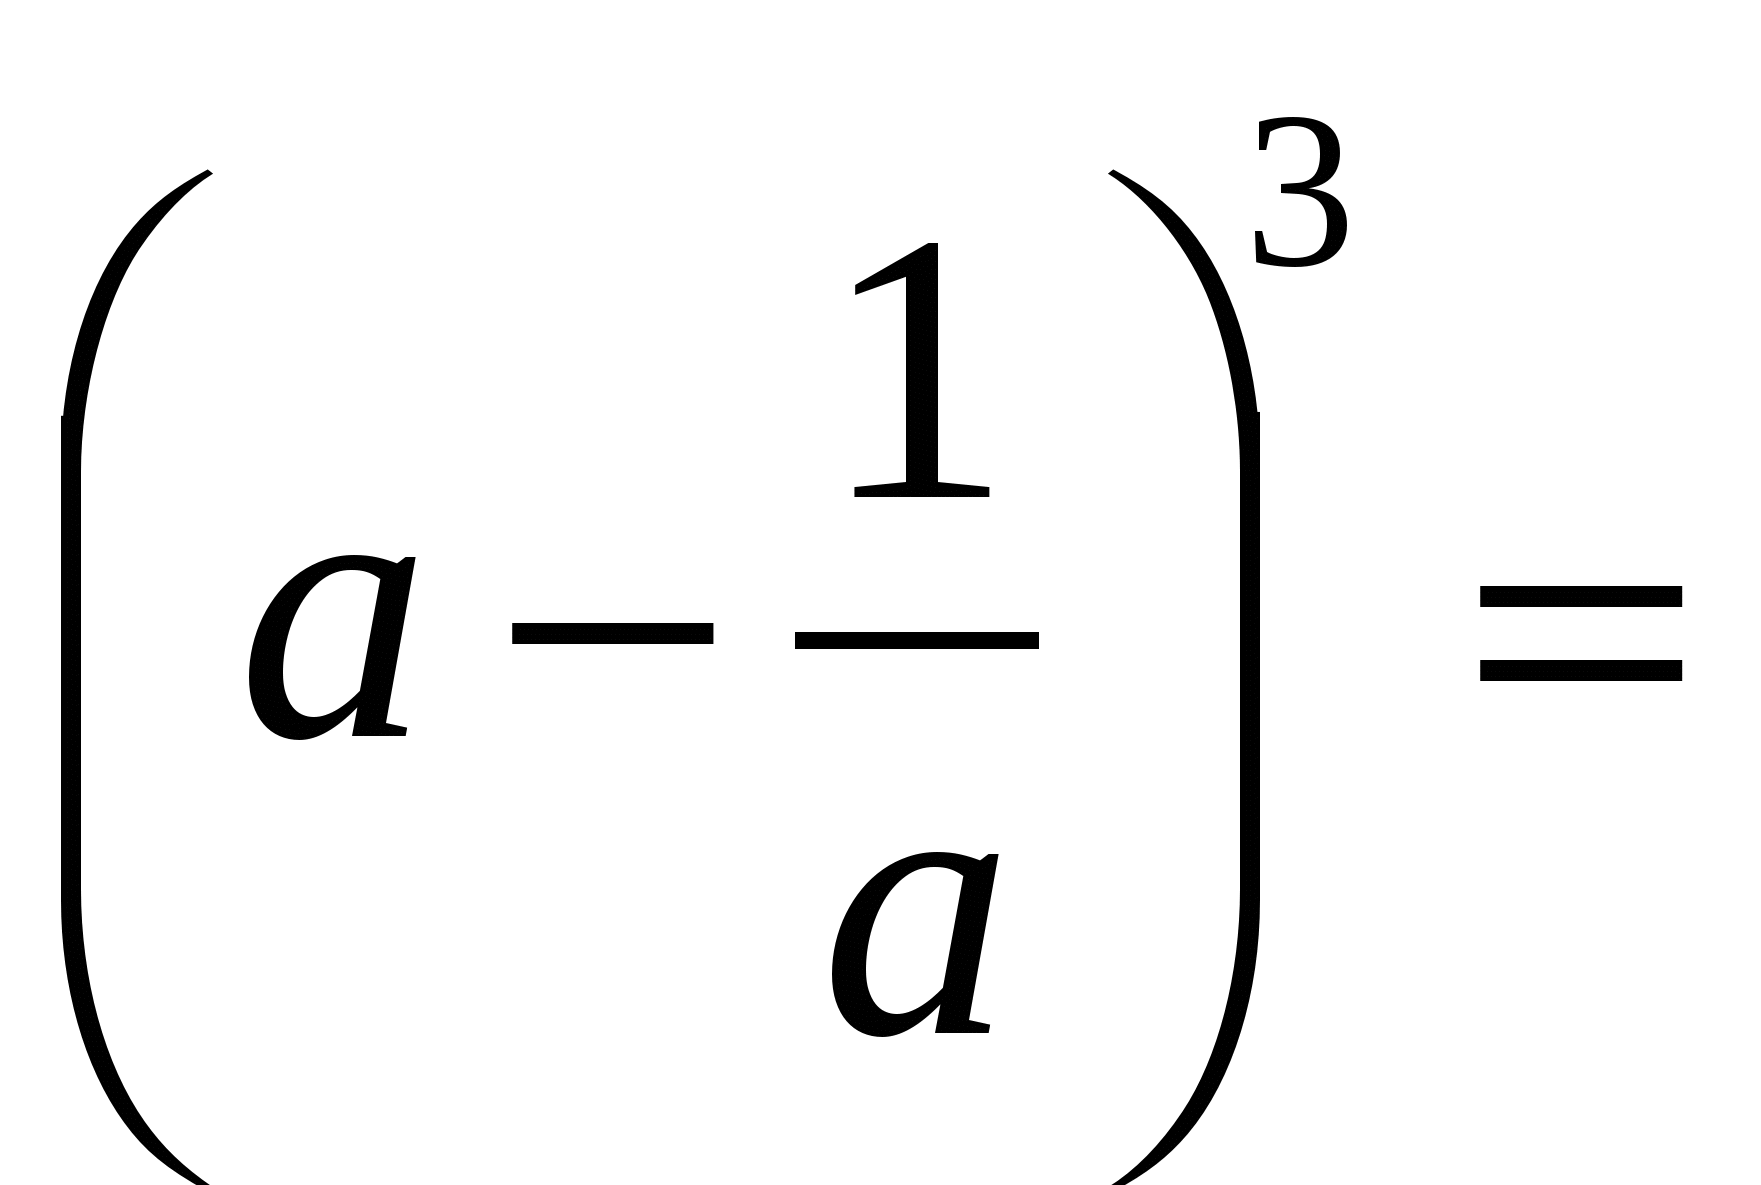 (a − 1/a)³ =